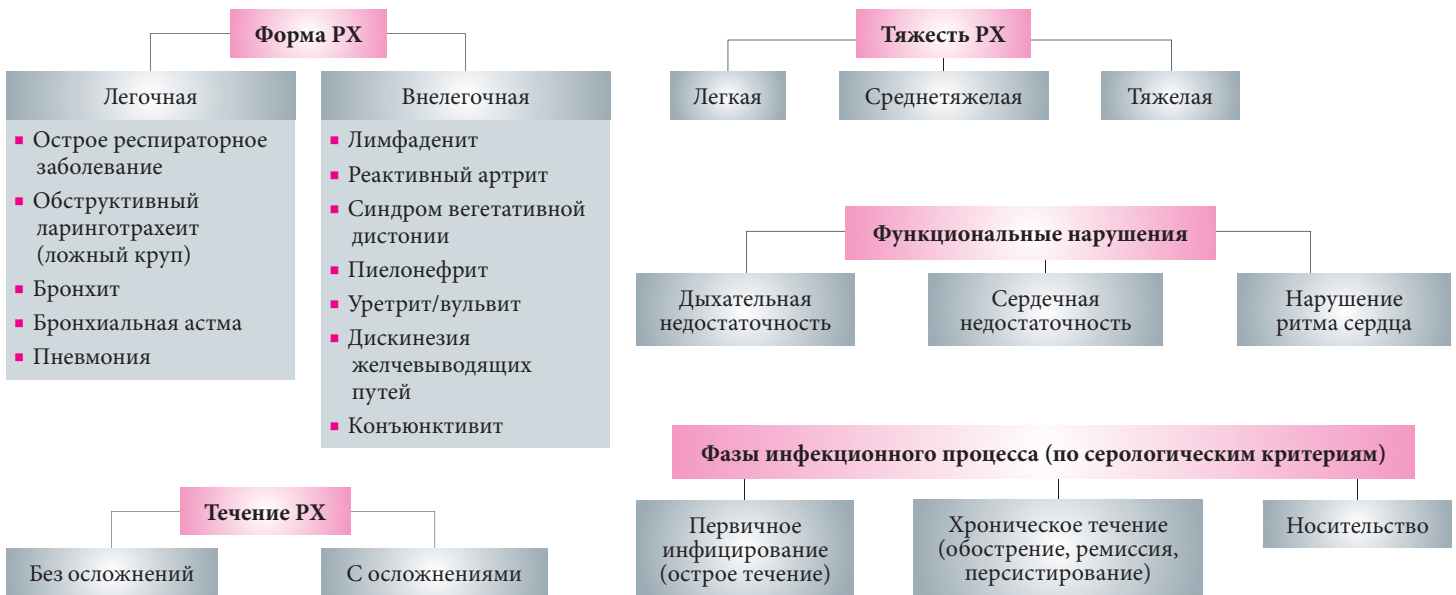 Форма РХ
Легочная
Острое респираторное
заболевание
Обструктивный
ларинготрахеит
(ложный круп)
Бронхит
Бронхиальная астма
Пневмония
Внелегочная
Лимфаденит
Реактивный артрит
Синдром вегетативной
дистонии
Пиелонефрит
Уретрит/вульвит
Дискинезия
желчевыводящих
путей
Конъюнктивит
Течение РХ
Без осложнений
С осложнениями
Тяжесть РХ
Легкая
Среднетяжелая
Тяжелая
Функциональные нарушения
Дыхательная
недостаточность
Сердечная
недостаточность
Нарушение
ритма сердца
Фазы инфекционного процесса (по серологическим критериям)
Первичное
инфицирование
(острое течение)
Хроническое течение
(обострение, ремиссия,
персистирование)
Носительство